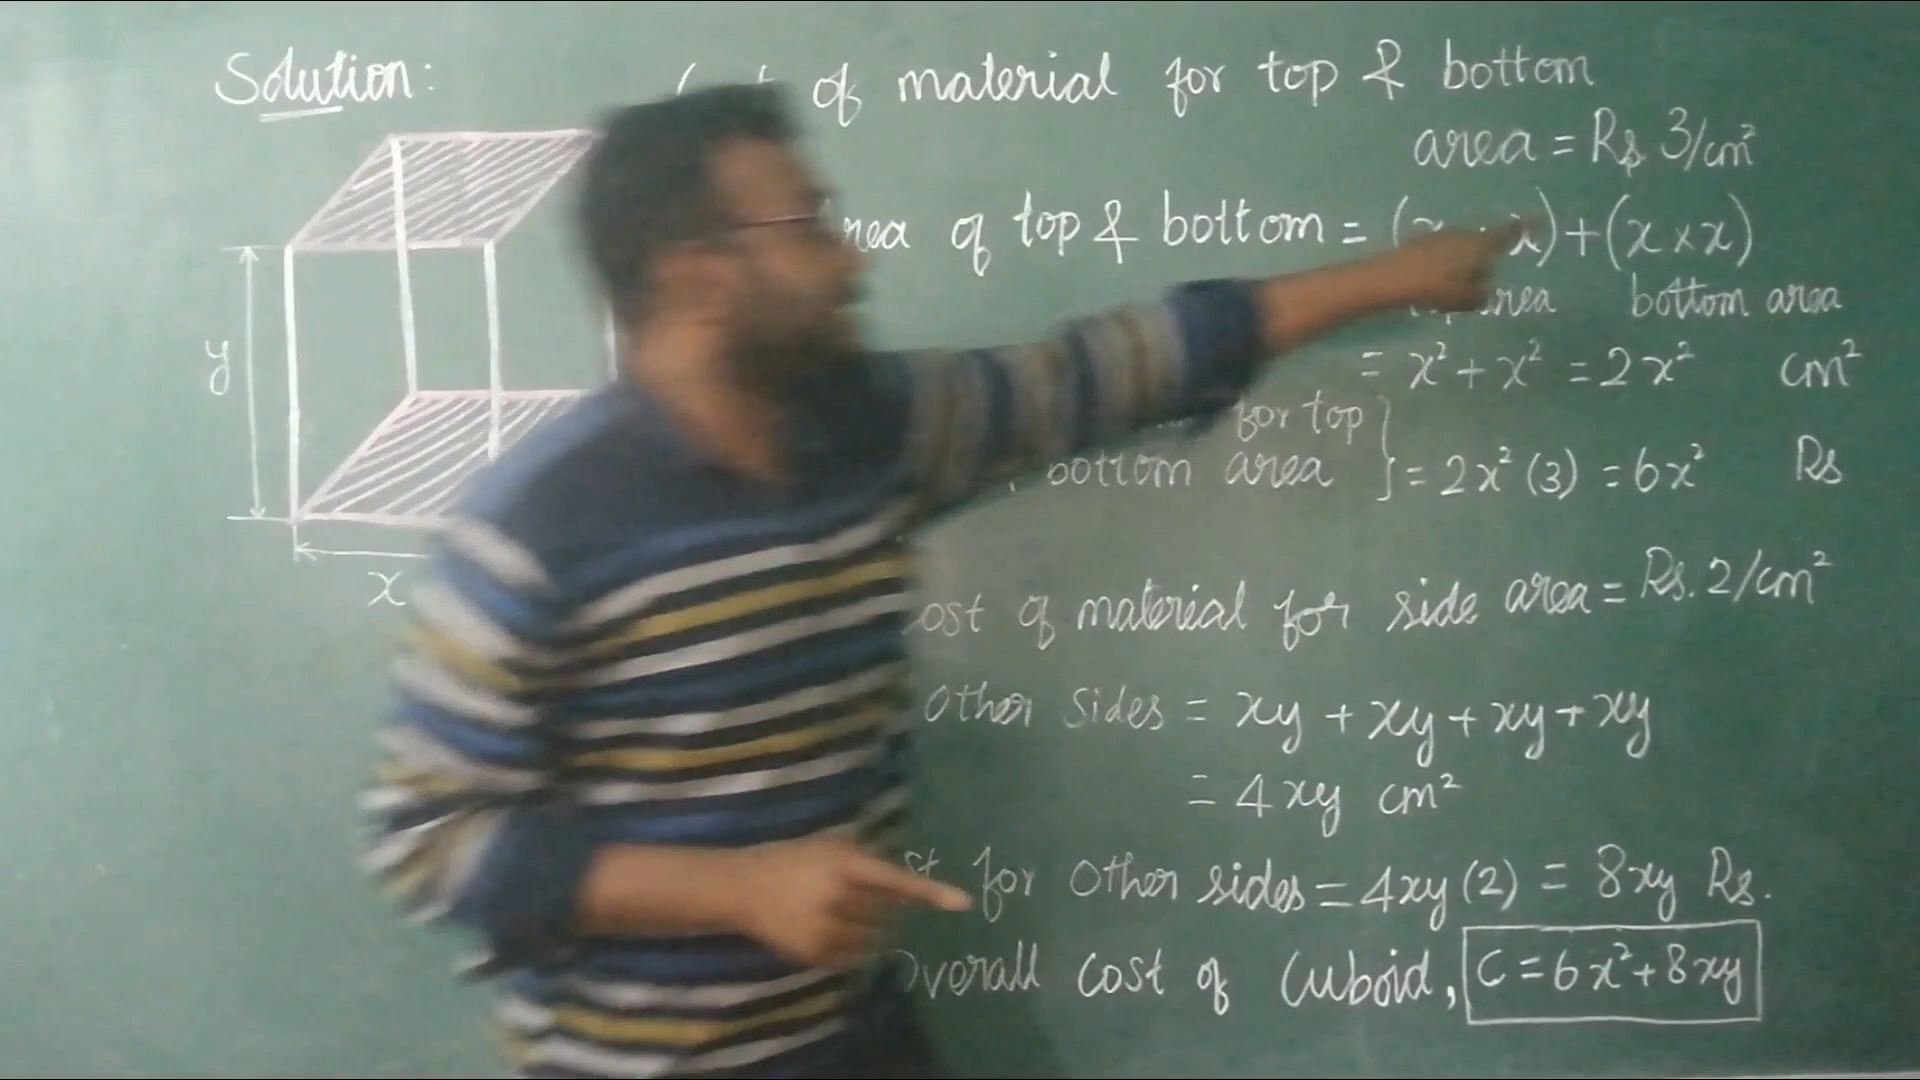 Solution:
of material for top & bottom
area = Rs 3/cm²
of top & bottom = ( x) + (x × x)
area bottom area
= x² + x² = 2x² cm²
y
for top
bottom area } = 2x² (3) = 6x² Rs
x
of material for side area = Rs. 2/cm²
Other Sides = xy + xy + xy + xy
= 4xy cm²
for Other sides = 4xy (2) = 8xy Rs.
Overall Cost of Cuboid, C = 6x² + 8xy